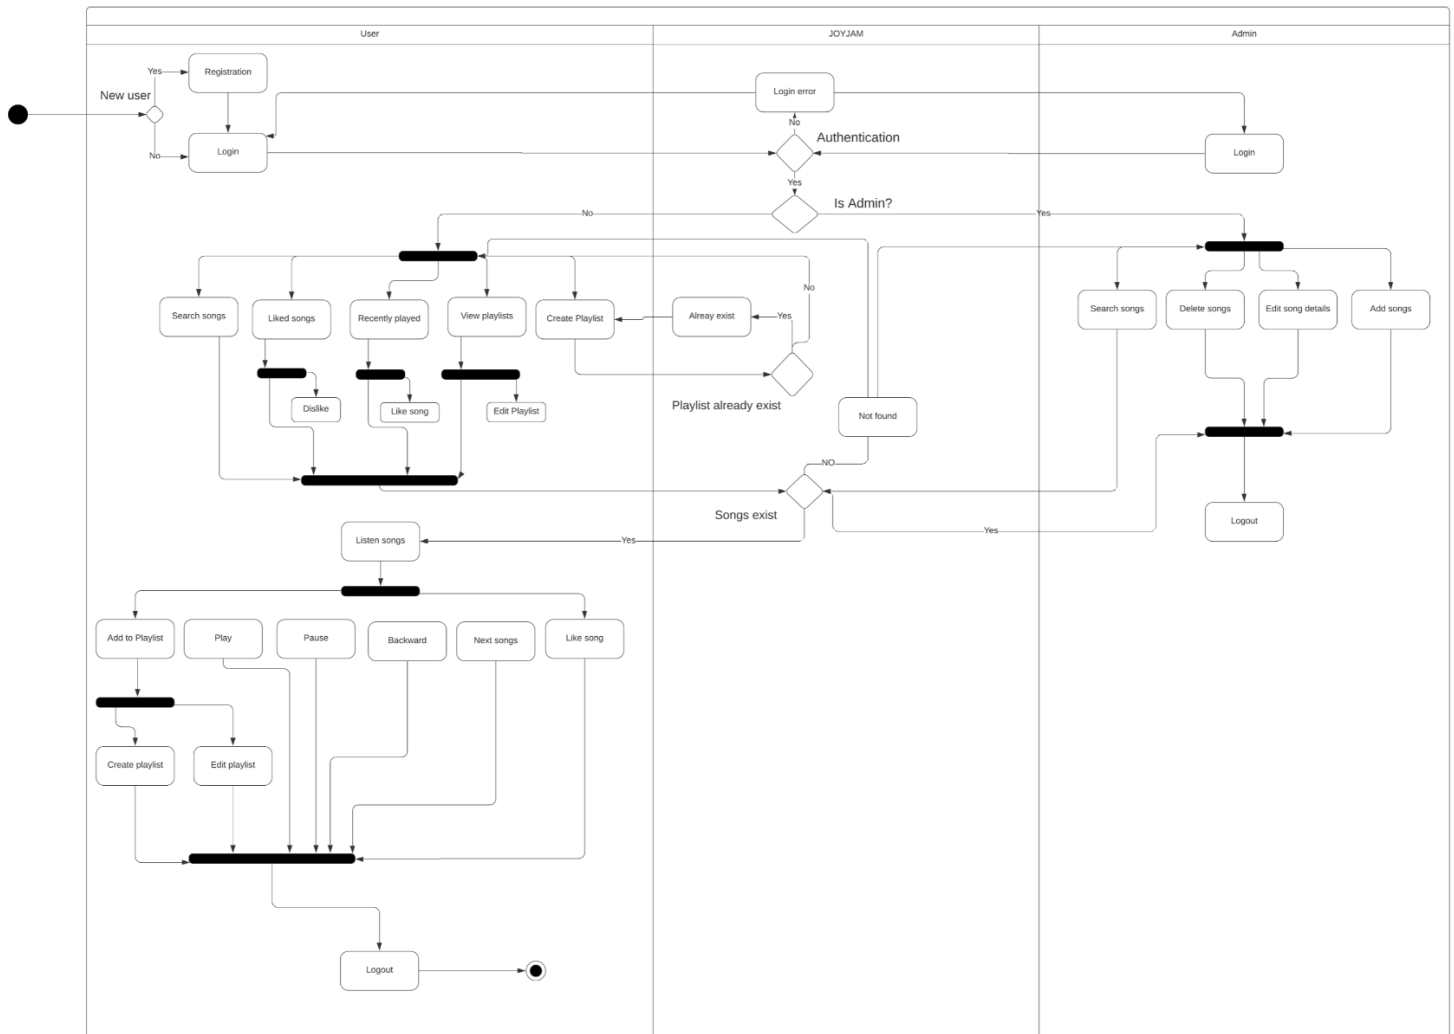 User
JOYJAM
Admin
Yes
Registration
New user
Login error
No
Authentication
No
Login
Login
Yes
Is Admin?
No
Yes
No
Search songs
Liked songs
Recently played
View playlists
Create Playlist
Alreay exist
Yes
Search songs
Delete songs
Edit song details
Add songs
Dislike
Like song
Edit Playlist
Playlist already exist
Not found
NO
Songs exist
Logout
Yes
Listen songs
Yes
Add to Playlist
Play
Pause
Backward
Next songs
Like song
Create playlist
Edit playlist
Logout